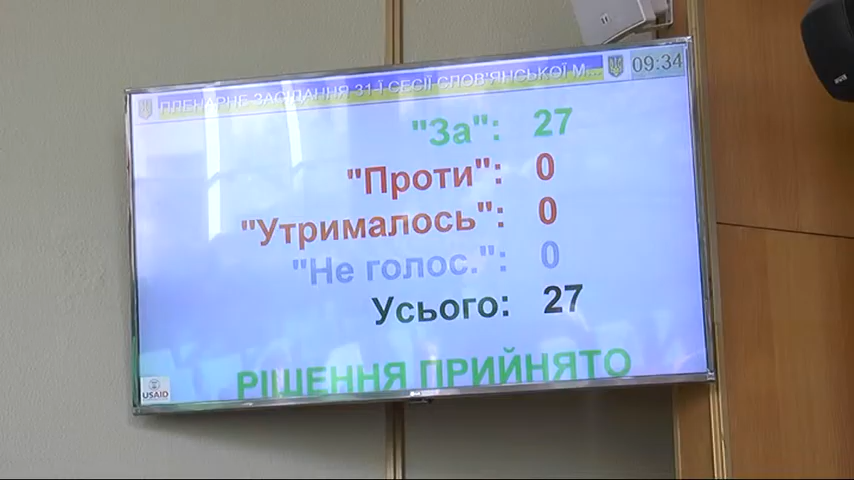 ПЛЕНАРНЕ ЗАСІДАННЯ 31-Ї СЕСІЇ СЛОВ'ЯНСЬКОЇ М... 09:34
"За": 27
"Проти": 0
"Утрималось": 0
"Не голос.": 0
Усього: 27
РІШЕННЯ ПРИЙНЯТО
USAID